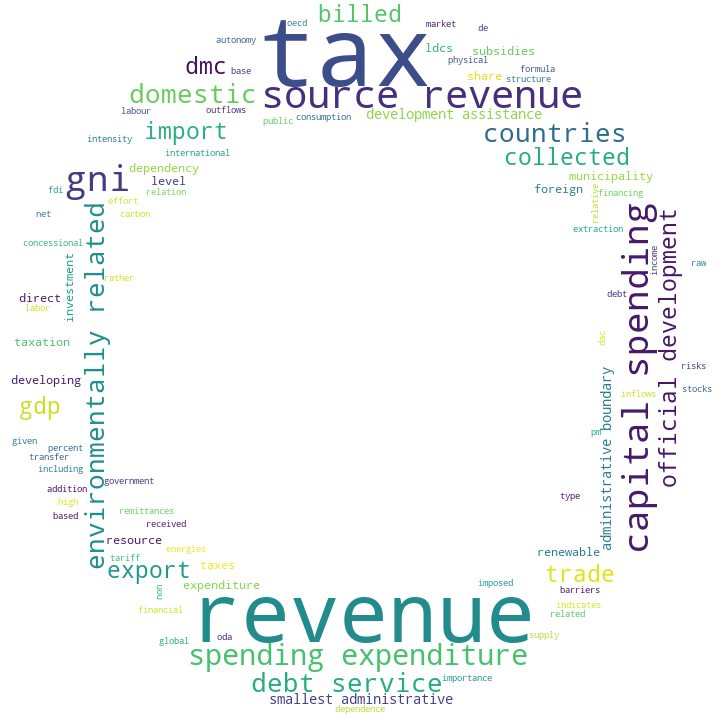 billed
oecd
market
de
autonomy
tax
ldcs
subsidies
physical
dmc
base
share
formula
structure
domestic
source revenue
labour
outflows
consumption
development assistance
public
import
countries
intensity
collected
international
dependency
gni
level
relation
municipality
fdi
foreign
relative
financing
effort
net
carbon
environmentally related
capital spending
official development
extraction
concessional
investment
income
raw
rather
direct
labor
debt
taxation
dac
developing
risks
stocks
gdp
inflows
administrative boundary
given
percent
pm
transfer
including
government
addition
type
high
remittances
based
received
resource
energies
renewable
tariff
export
taxes
trade
non
expenditure
imposed
barriers
financial
revenue
indicates
related
global
oda
supply
spending expenditure
debt service
importance
smallest administrative
dependence